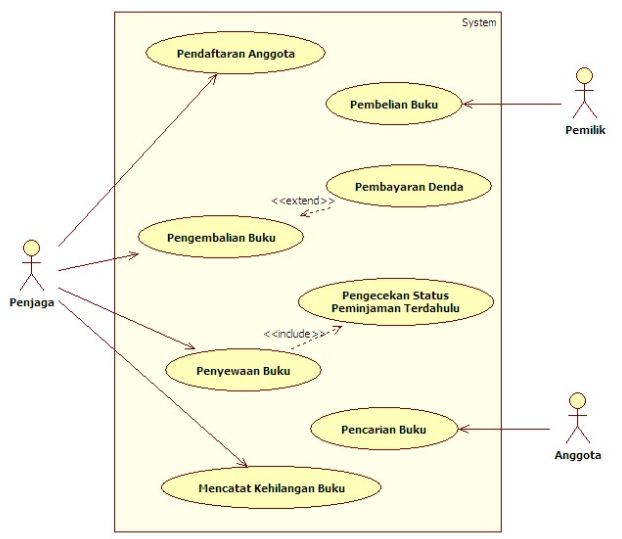 System
Pendaftaran Anggota
Pembelian Buku
Pemilik
Pembayaran Denda
<<extend>>
Pengembalian Buku
Penjaga
Pengecekan Status
Peminjaman Terdahulu
<<include>>
Penyewaan Buku
Pencarian Buku
Anggota
Mencatat Kehilangan Buku